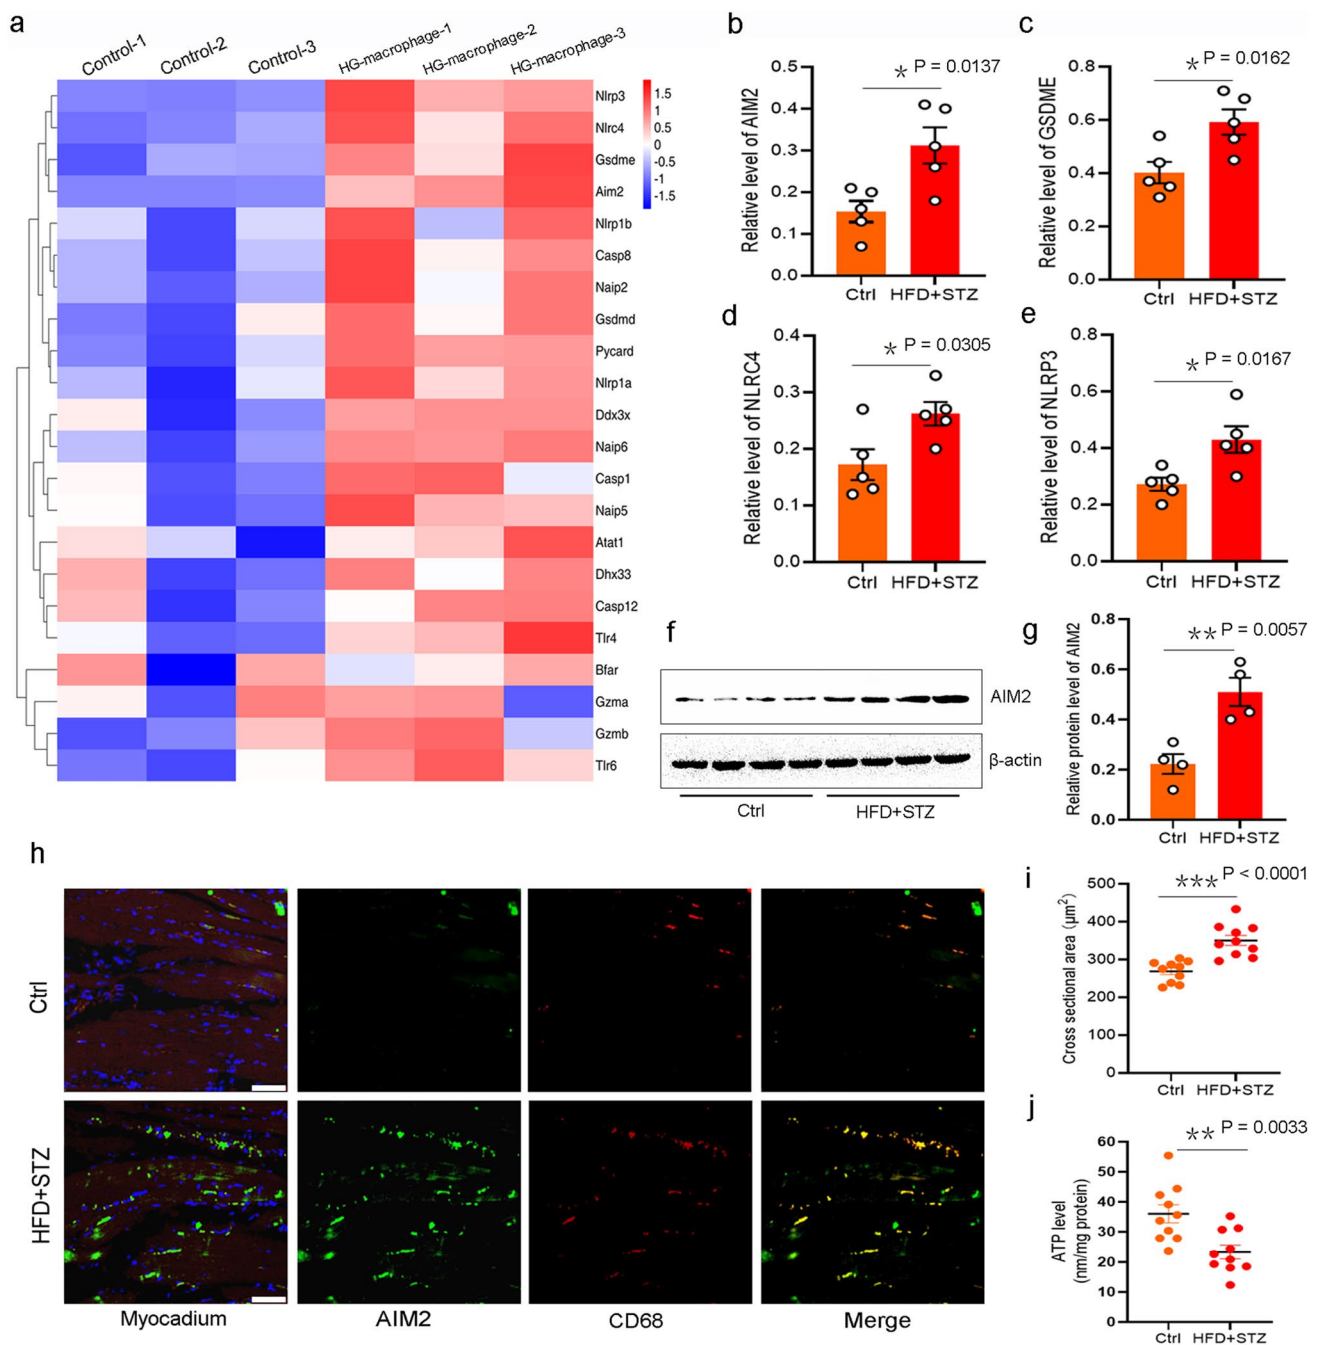 a
Control-1
Control-2
Control-3
HG-macrophage-1
HG-macrophage-2
HG-macrophage-3
Nlrp3
Nlrc4
Gsdme
Aim2
Nlrp1b
Casp8
Naip2
Gsdmd
Pycard
Nlrp1a
Ddx3x
Naip6
Casp1
Naip5
Atat1
Dhx33
Casp12
Tlr4
Bfar
Gzma
Gzmb
Tlr6
1.5
1
0.5
0
-0.5
-1
-1.5
b
* P = 0.0137
Relative level of AIM2
0.5
0.4
0.3
0.2
0.1
0.0
Ctrl HFD+STZ
c
* P = 0.0162
Relative level of GSDME
0.8
0.6
0.4
0.2
0.0
Ctrl HFD+STZ
d
* P = 0.0305
Relative level of NLRC4
0.4
0.3
0.2
0.1
0.0
Ctrl HFD+STZ
e
* P = 0.0167
Relative level of NLRP3
0.8
0.6
0.4
0.2
0.0
Ctrl HFD+STZ
f
AIM2
β-actin
Ctrl HFD+STZ
g
** P = 0.0057
Relative protein level of AIM2
0.8
0.6
0.4
0.2
0.0
Ctrl HFD+STZ
h
Ctrl
HFD+STZ
Myocadium AIM2 CD68 Merge
i
*** P < 0.0001
Cross sectional area (μm²)
500
400
300
200
100
0
Ctrl HFD+STZ
j
** P = 0.0033
ATP level
(nm/mg protein)
60
50
40
30
20
10
0
Ctrl HFD+STZ